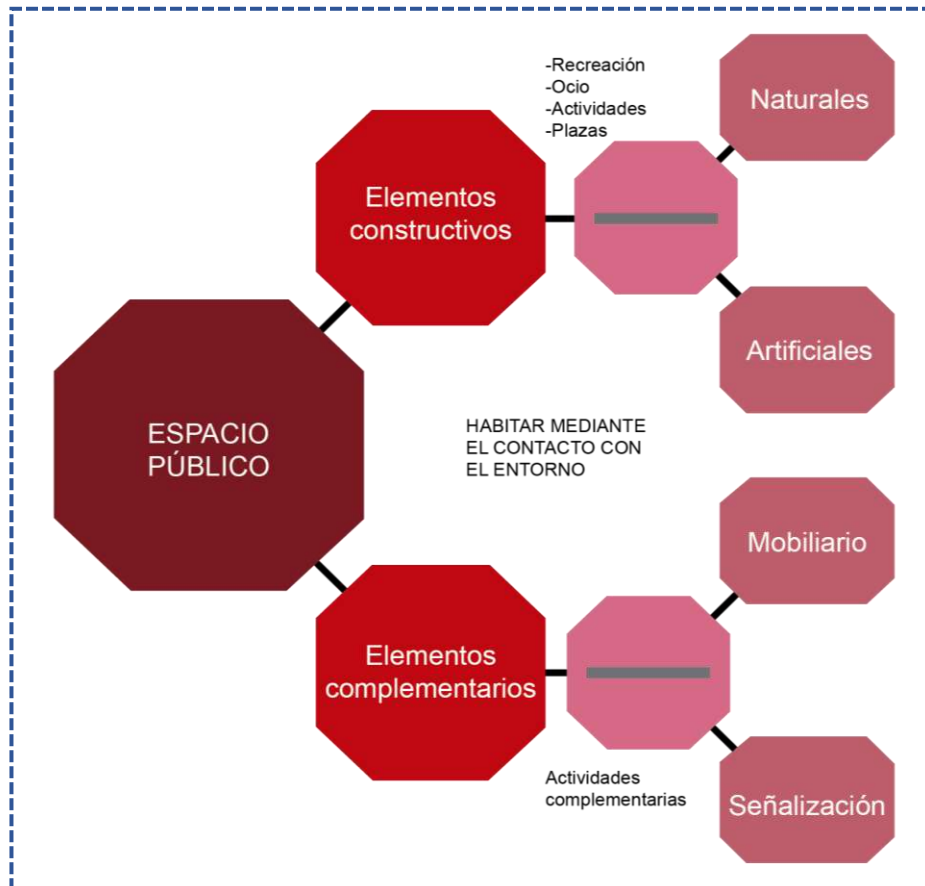 -Recreación
-Ocio
-Actividades
-Plazas
Naturales
Elementos
constructivos
Artificiales
ESPACIO
PÚBLICO
HABITAR MEDIANTE
EL CONTACTO CON
EL ENTORNO
Mobiliario
Elementos
complementarios
Actividades
complementarias
Señalización